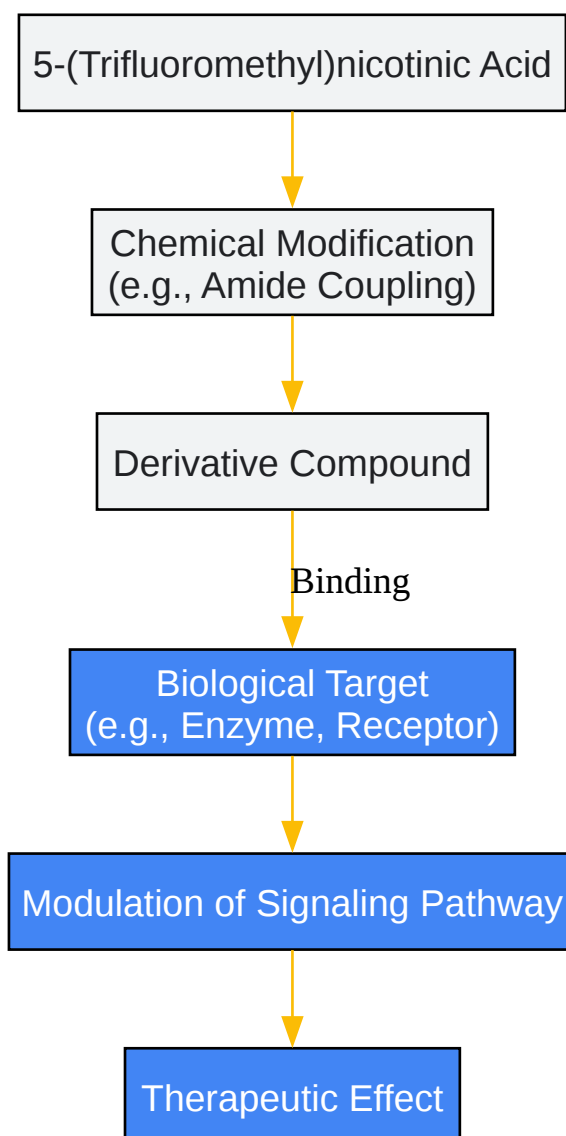 5-(Trifluoromethyl)nicotinic Acid
Chemical Modification
(e.g., Amide Coupling)
Derivative Compound
Binding
Biological Target
(e.g., Enzyme, Receptor)
Modulation of Signaling Pathway
Therapeutic Effect